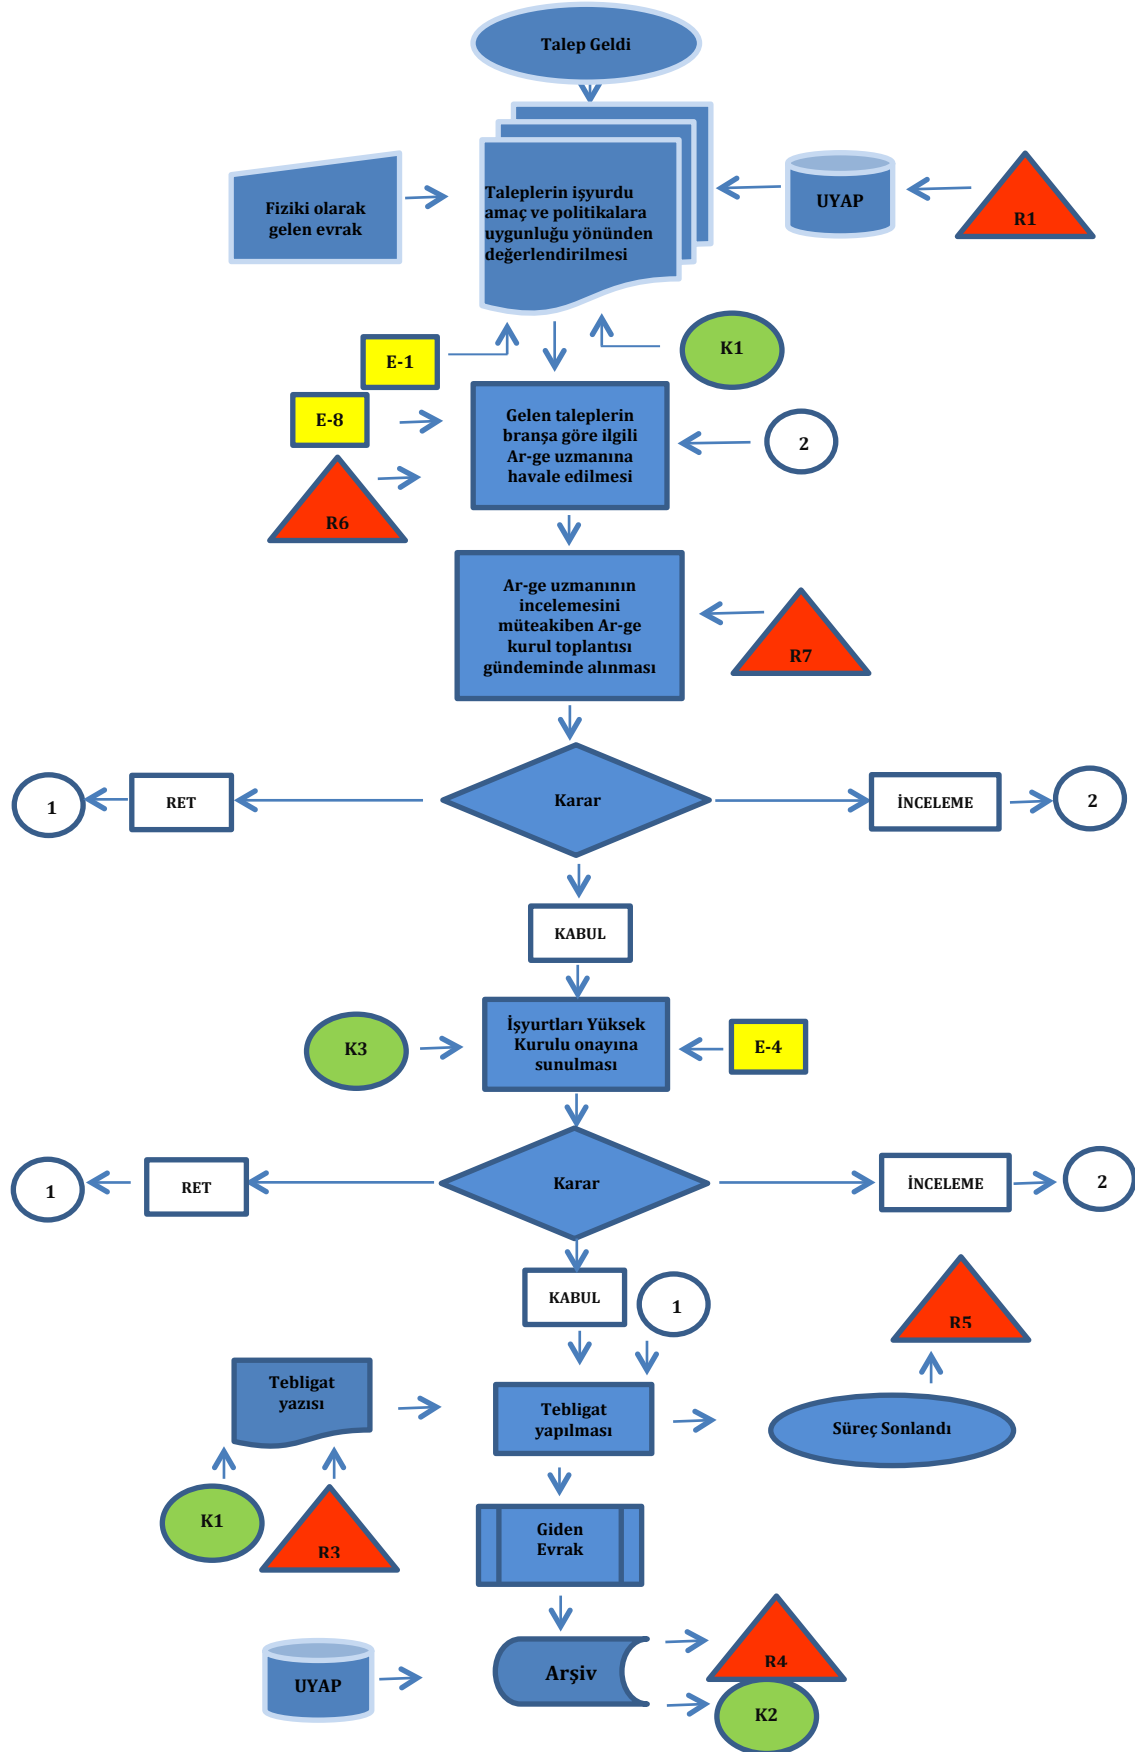 Talep Geldi
Fiziki olarak
gelen evrak
Taleplerin işyurdu
amaç ve politikalara
uygunluğu yönünden
değerlendirilmesi
UYAP
R1
E-1
K1
E-8
Gelen taleplerin
branşa göre ilgili
Ar-ge uzmanına
havale edilmesi
2
R6
Ar-ge uzmanının
incelemesini
müteakiben Ar-ge
kurul toplantısı
gündeminde alınması
R7
1
RET
Karar
İNCELEME
2
KABUL
K3
İşyurtları Yüksek
Kurulu onayına
sunulması
E-4
1
RET
Karar
İNCELEME
2
KABUL
1
R5
Tebligat
yazısı
Tebligat
yapılması
Süreç Sonlandı
K1
R3
Giden
Evrak
UYAP
Arşiv
R4
K2